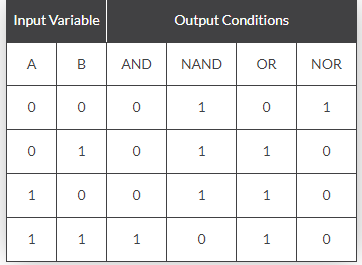 Input Variable Output Conditions
A B AND NAND OR NOR
0 0 0 1 0 1
0 1 0 1 1 0
1 0 0 1 1 0
1 1 1 0 1 0